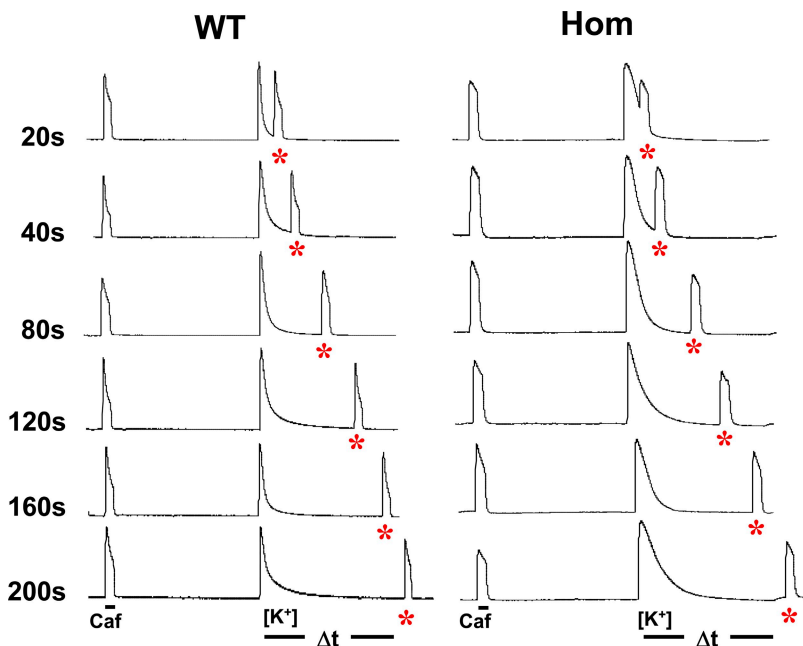 WT Hom
20s
*
*
40s
*
*
80s
*
*
120s
*
*
160s
*
*
200s
Caf [K⁺] * Caf [K⁺] *
Δt Δt